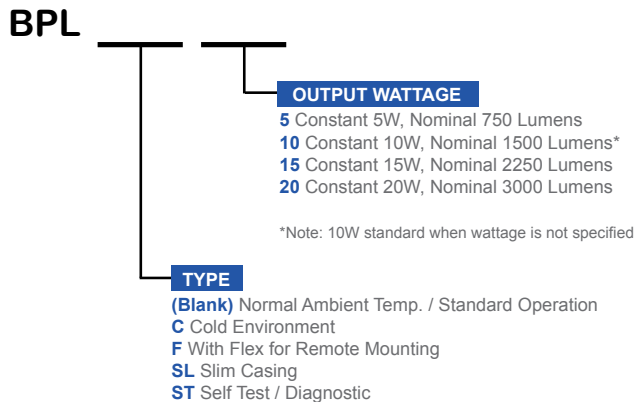 BPL
OUTPUT WATTAGE
5 Constant 5W, Nominal 750 Lumens
10 Constant 10W, Nominal 1500 Lumens*
15 Constant 15W, Nominal 2250 Lumens
20 Constant 20W, Nominal 3000 Lumens
*Note: 10W standard when wattage is not specified
TYPE
(Blank) Normal Ambient Temp. / Standard Operation
C Cold Environment
F With Flex for Remote Mounting
SL Slim Casing
ST Self Test / Diagnostic